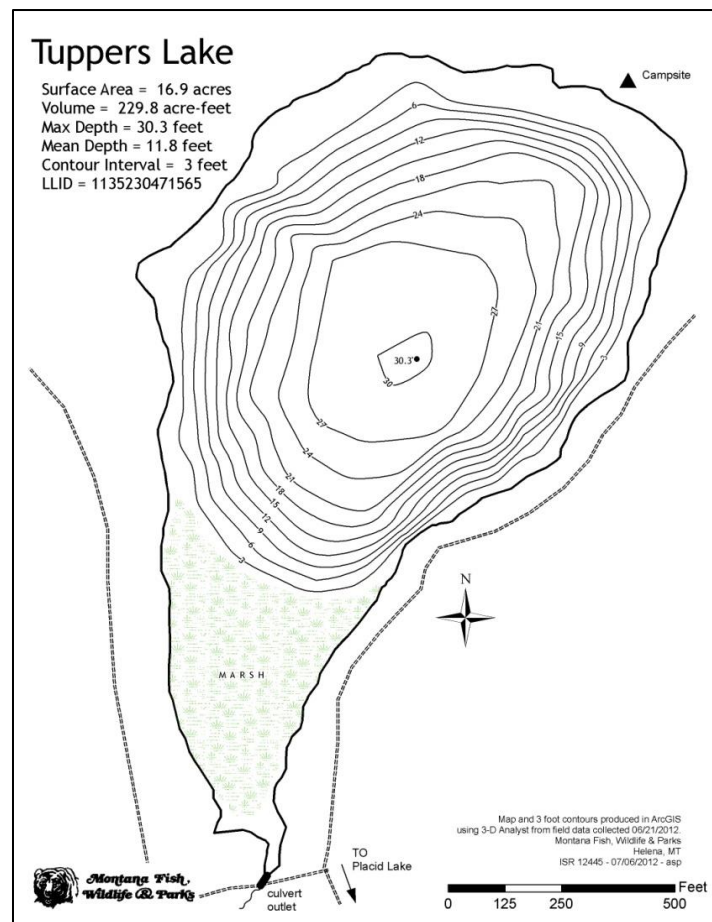 Tuppers Lake
Surface Area = 16.9 acres
Volume = 229.8 acre-feet
Max Depth = 30.3 feet
Mean Depth = 11.8 feet
Contour Interval = 3 feet
LLID = 1135230471565
Campsite
6
12
18
24
27
21
15
9
3
30.3'
30
27
24
21
18
15
12
9
6
3
N
MARSH
Map and 3 foot contours produced in ArcGIS
using 3-D Analyst from field data collected 06/21/2012.
Montana Fish, Wildlife & Parks
Helena, MT
ISR 12445 - 07/06/2012 - asp
TO
Placid Lake
Montana Fish,
Wildlife & Parks
culvert
outlet
Feet
0 125 250 500